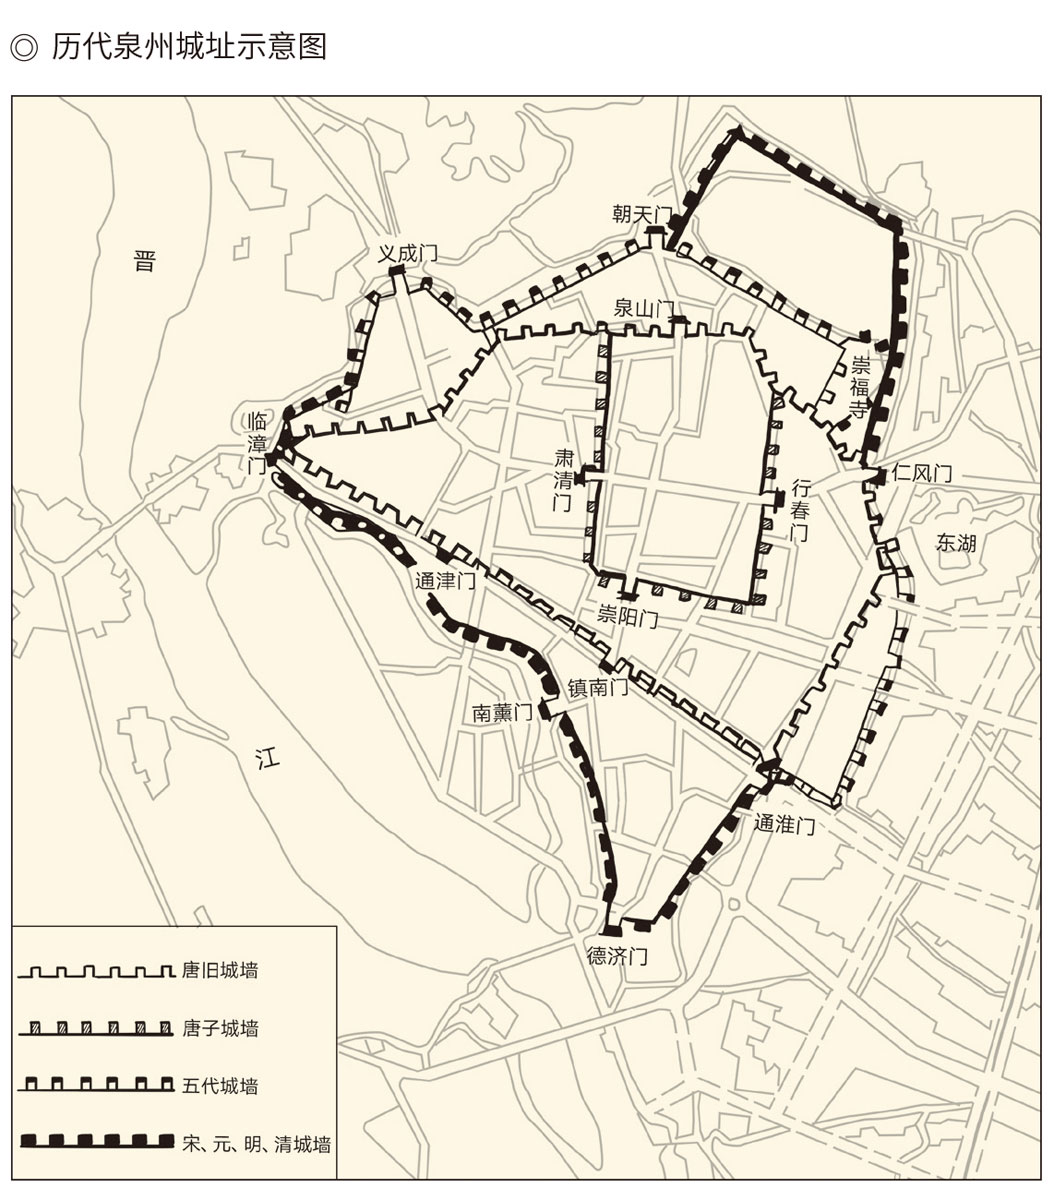 ◎ 历代泉州城址示意图
朝天门
义成门
晋
泉山门
崇福寺
临漳门
肃清门
行春门
仁风门
东湖
通津门
崇阳门
镇南门
南薰门
江
通淮门
德济门
唐旧城墙
唐子城墙
五代城墙
宋、元、明、清城墙